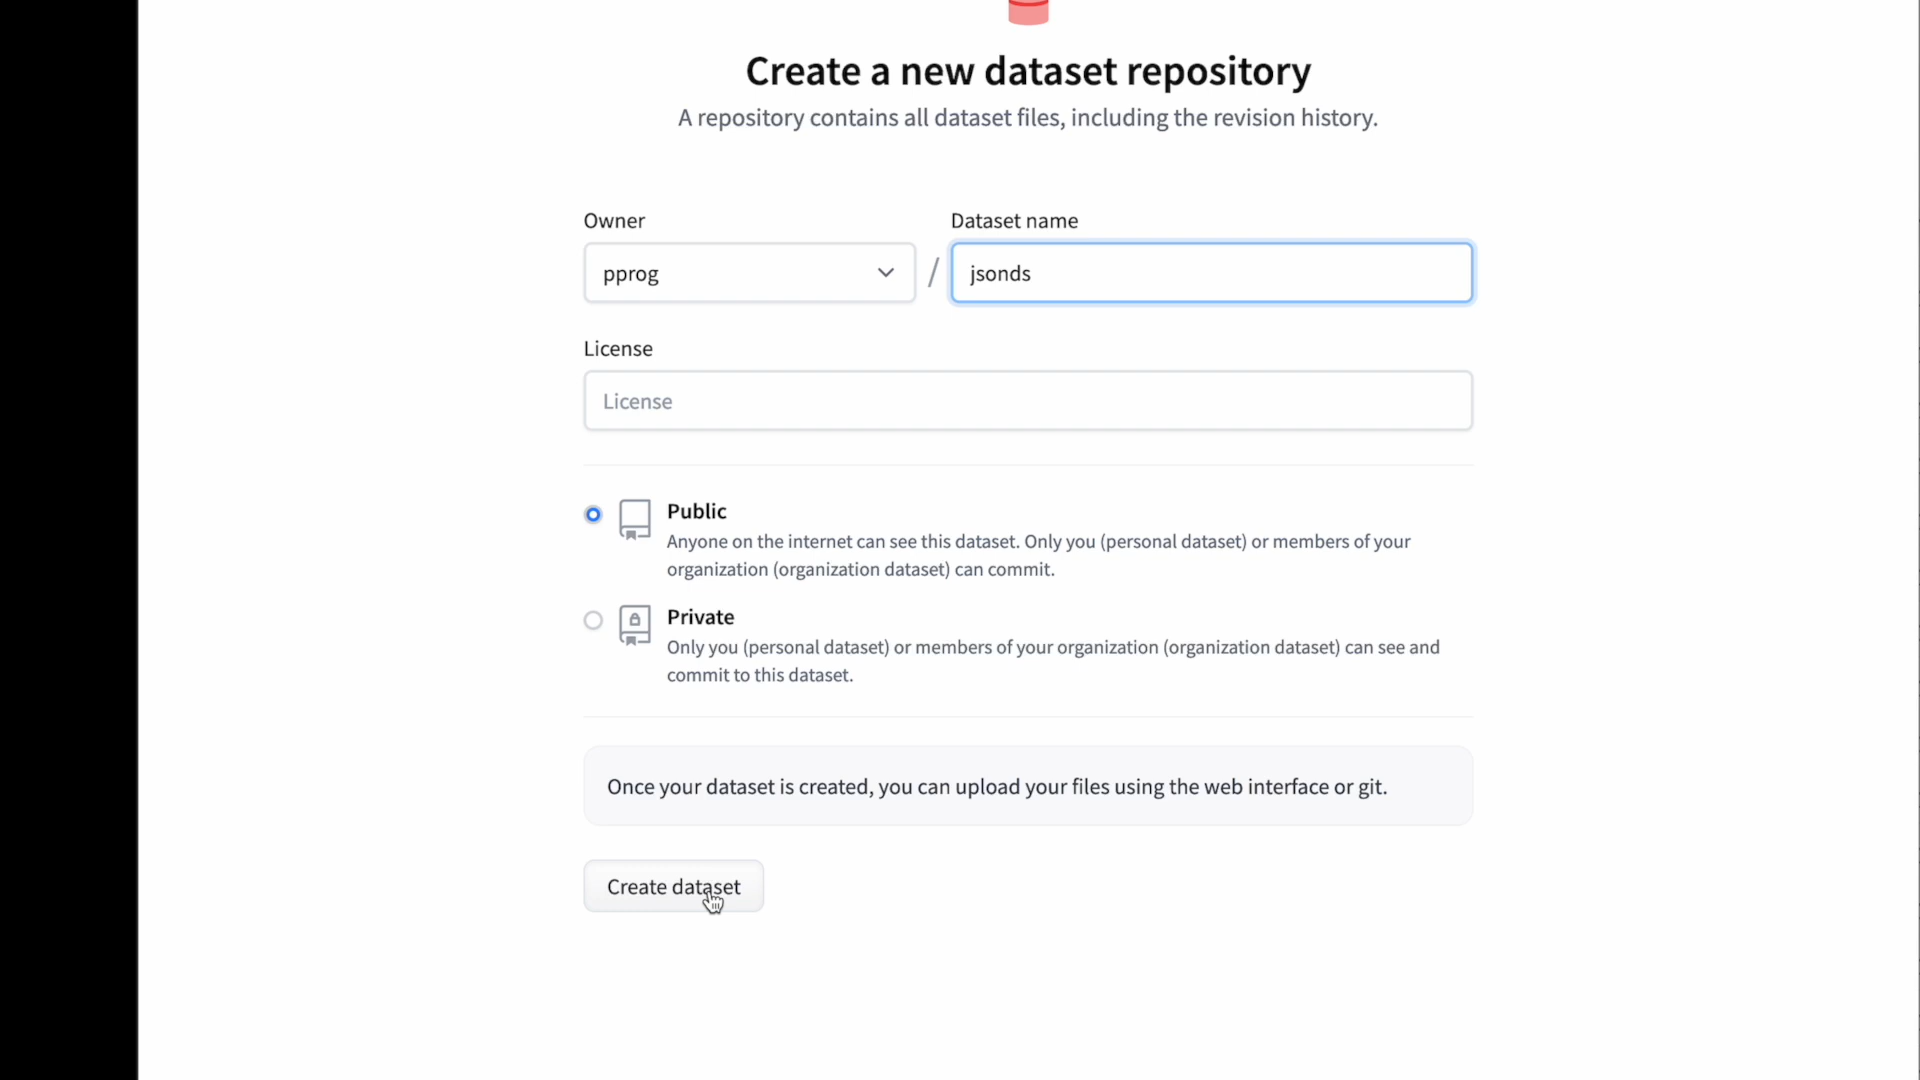 Create a new dataset repository
A repository contains all dataset files, including the revision history.
Owner
Dataset name
pprog
/
jsonds
License
License
Public
Anyone on the internet can see this dataset. Only you (personal dataset) or members of your
organization (organization dataset) can commit.
Private
Only you (personal dataset) or members of your organization (organization dataset) can see and
commit to this dataset.
Once your dataset is created, you can upload your files using the web interface or git.
Create dataset